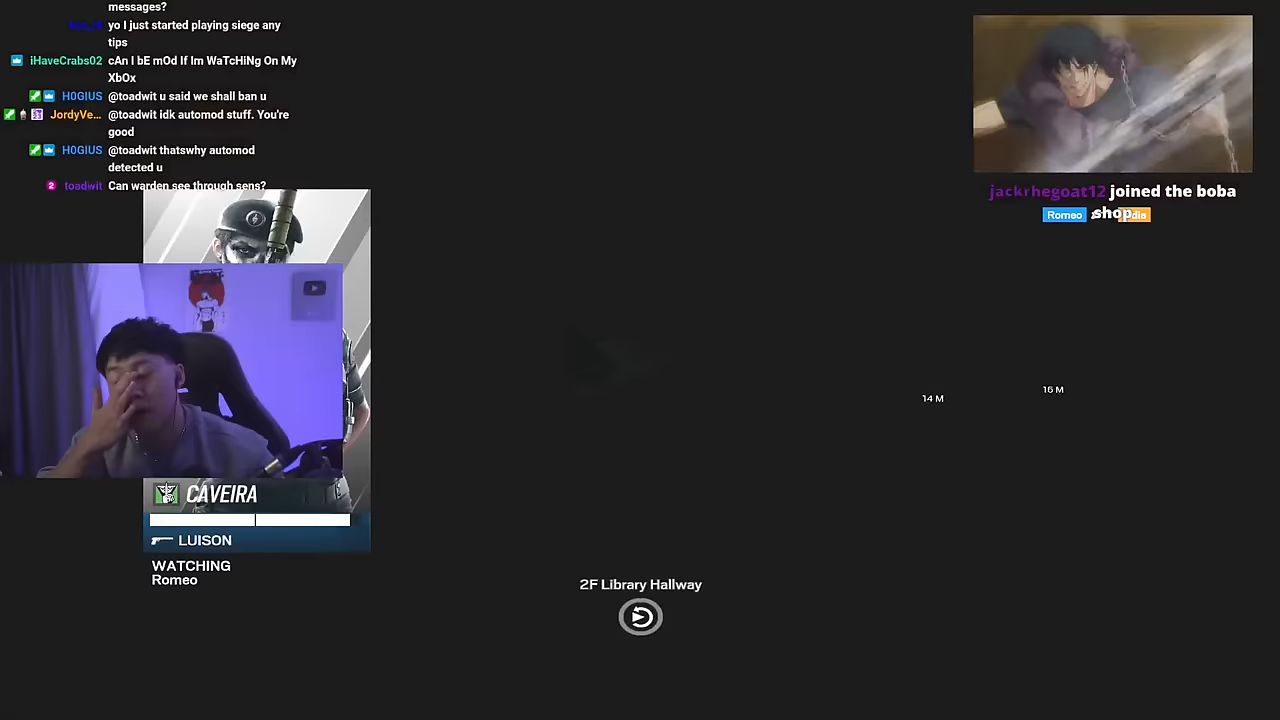 messages?
yo I just started playing siege any
tips
iHaveCrabs02 cAn I bE mOd If Im WaTcHiNg On My
XbOx
H0GIUS @toadwit u said we shall ban u
JordyVe... @toadwit idk automod stuff. You're
good
H0GIUS @toadwit thatswhy automod
detected u
2 toadwit Can warden see through sens?
jackrhegoat12 joined the boba
shop
Romeo
CAVEIRA
LUISON
WATCHING
Romeo
14 M
16 M
2F Library Hallway